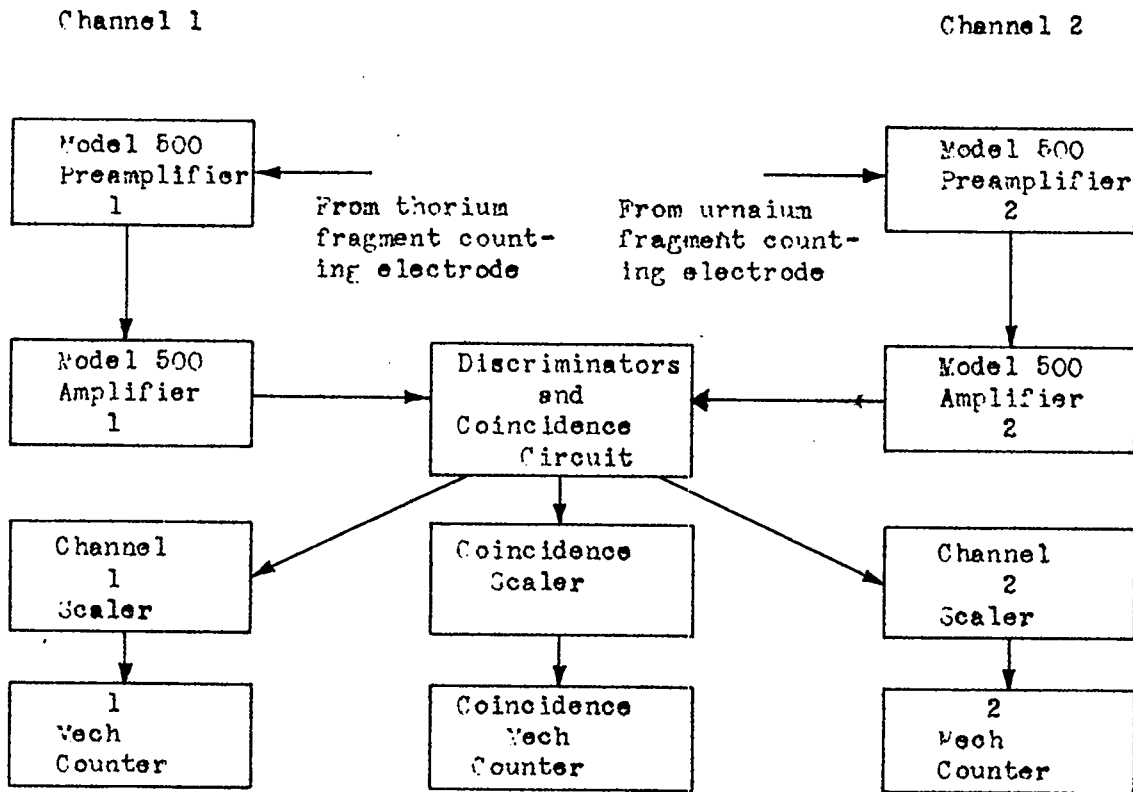 Channel 1
Channel 2
Model 500
Preamplifier
1
Model 500
Preamplifier
2
From thorium
fragment count-
ing electrode
From urnaium
fragment count-
ing electrode
Model 500
Amplifier
1
Discriminators
and
Coincidence
Circuit
Model 500
Amplifier
2
Channel
1
Scaler
Coincidence
Scaler
Channel
2
Scaler
1
Mech
Counter
Coincidence
Mech
Counter
2
Mech
Counter